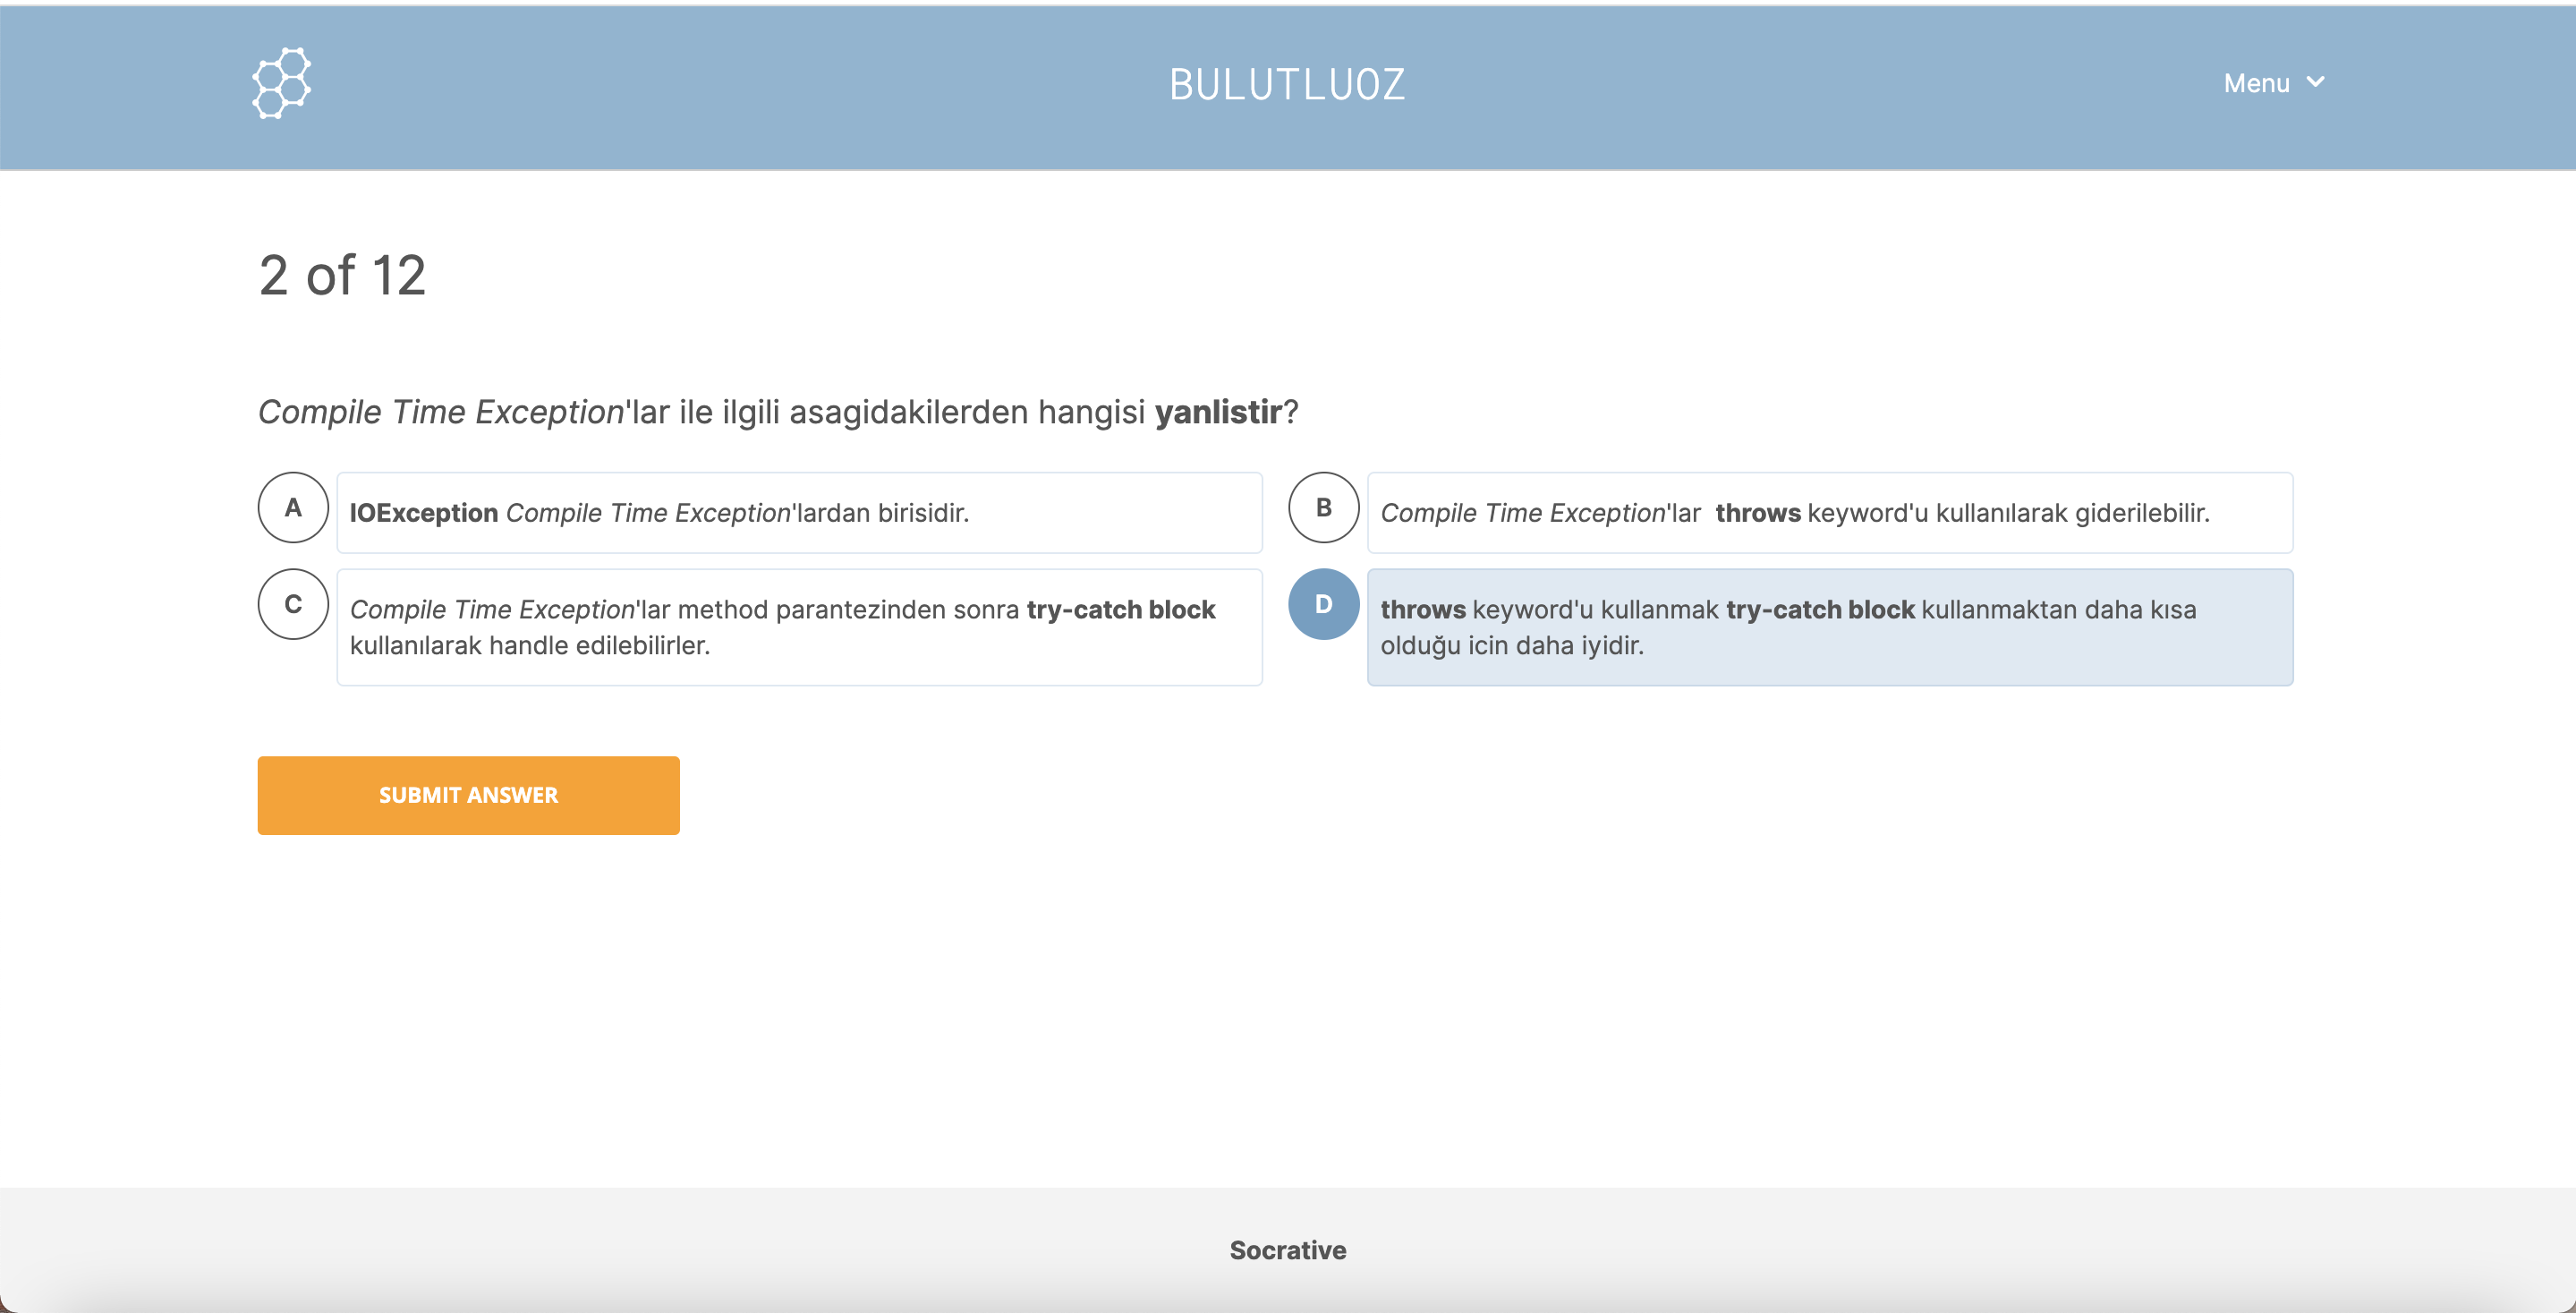 BULUTLUOZ
Menu
2 of 12
Compile Time Exception'lar ile ilgili asagidakilerden hangisi yanlistir?
A
IOException Compile Time Exception'lardan birisidir.
B
Compile Time Exception'lar throws keyword'u kullanılarak giderilebilir.
C
Compile Time Exception'lar method parantezinden sonra try-catch block
kullanılarak handle edilebilirler.
D
throws keyword'u kullanmak try-catch block kullanmaktan daha kısa
olduğu icin daha iyidir.
SUBMIT ANSWER
Socrative